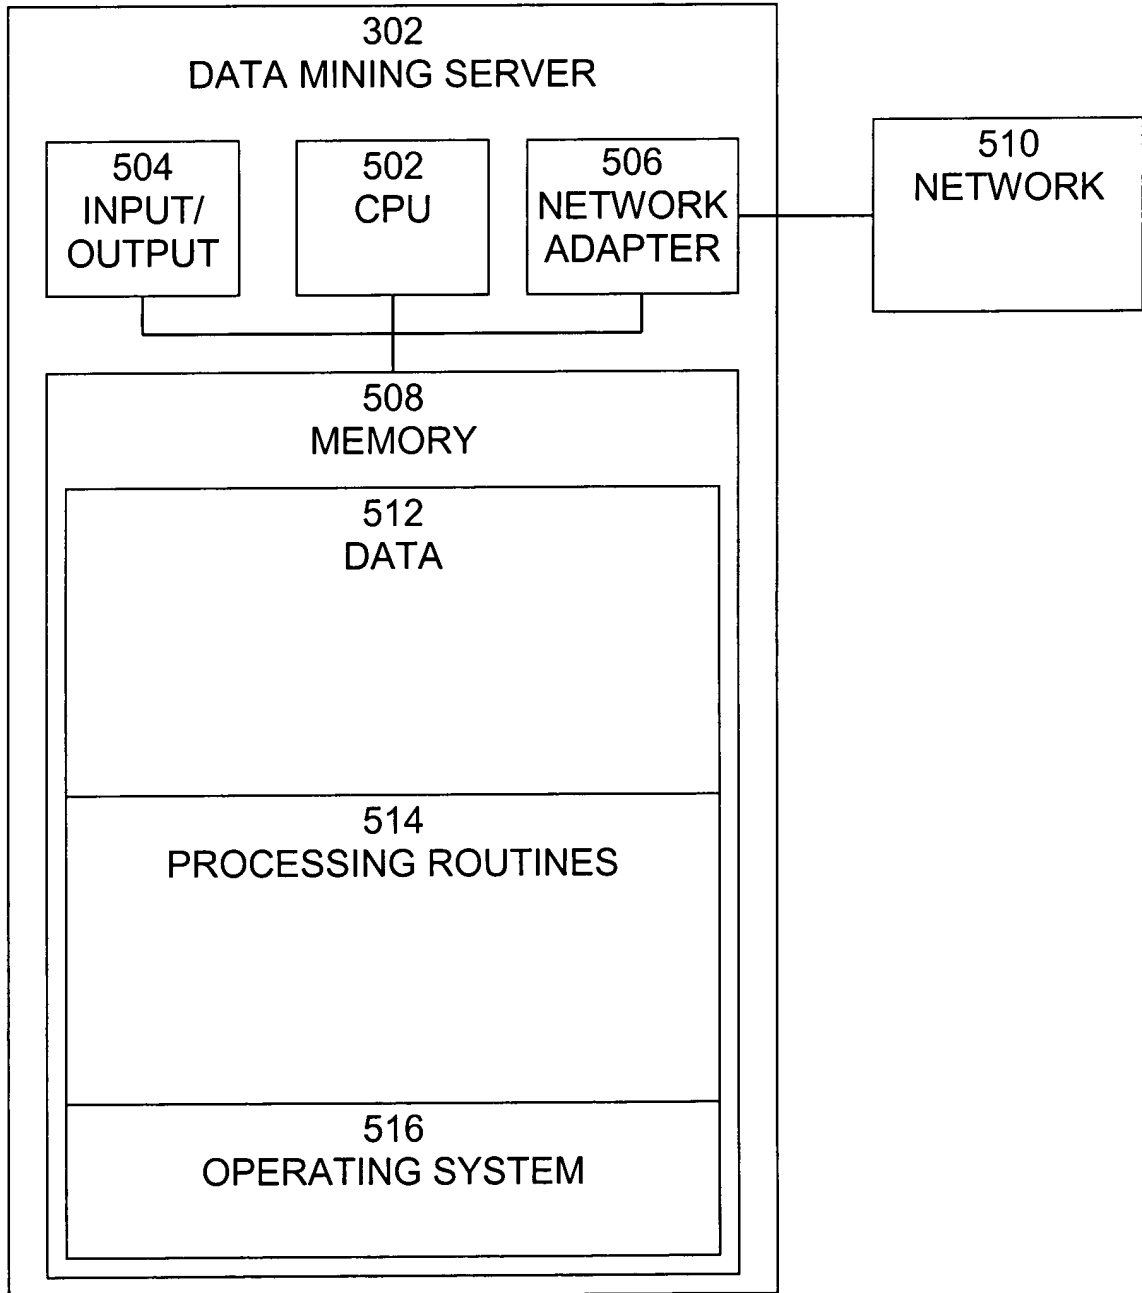 302
DATA MINING SERVER
504
INPUT/
OUTPUT
502
CPU
506
NETWORK
ADAPTER
510
NETWORK
508
MEMORY
512
DATA
514
PROCESSING ROUTINES
516
OPERATING SYSTEM